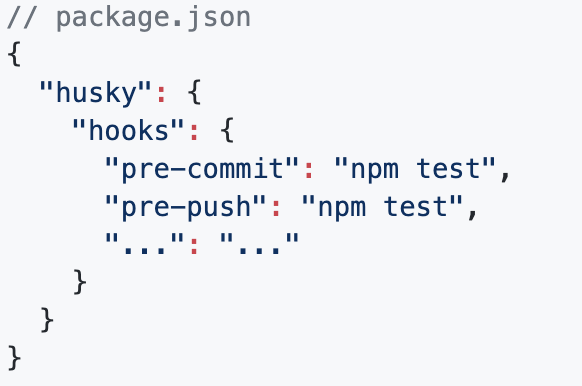 // package.json
{
  "husky": {
    "hooks": {
      "pre-commit": "npm test",
      "pre-push": "npm test",
      "...": "..."
    }
  }
}